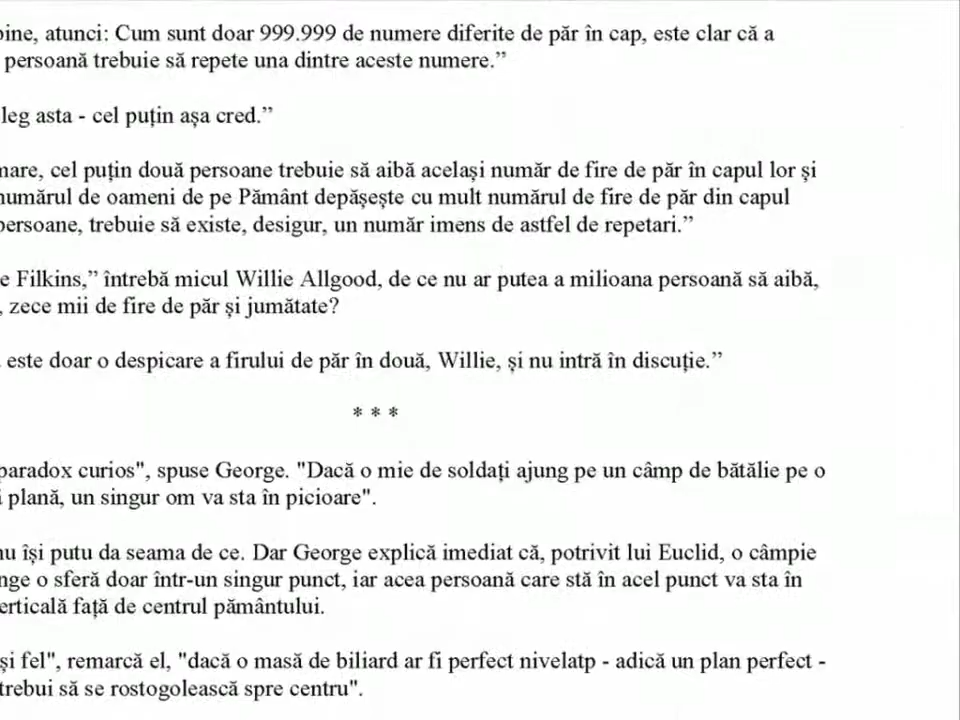 bine, atunci: Cum sunt doar 999.999 de numere diferite de păr în cap, este clar că a
persoană trebuie să repete una dintre aceste numere.”
leg asta - cel puțin așa cred.”
mare, cel puțin două persoane trebuie să aibă același număr de fire de păr în capul lor și
numărul de oameni de pe Pământ depășește cu mult numărul de fire de păr din capul
persoane, trebuie să existe, desigur, un număr imens de astfel de repetari.”
e Filkins,” întrebă micul Willie Allgood, de ce nu ar putea a milioana persoană să aibă,
, zece mii de fire de păr și jumătate?
este doar o despicare a firului de păr în două, Willie, și nu intră în discuție.”
* * *
paradox curios", spuse George. "Dacă o mie de soldați ajung pe un câmp de bătălie pe o
plană, un singur om va sta în picioare".
nu își putu da seama de ce. Dar George explică imediat că, potrivit lui Euclid, o câmpie
nge o sferă doar într-un singur punct, iar acea persoană care stă în acel punct va sta în
erticală față de centrul pământului.
și fel", remarcă el, "dacă o masă de biliard ar fi perfect nivelatp - adică un plan perfect -
trebui să se rostogolească spre centru".